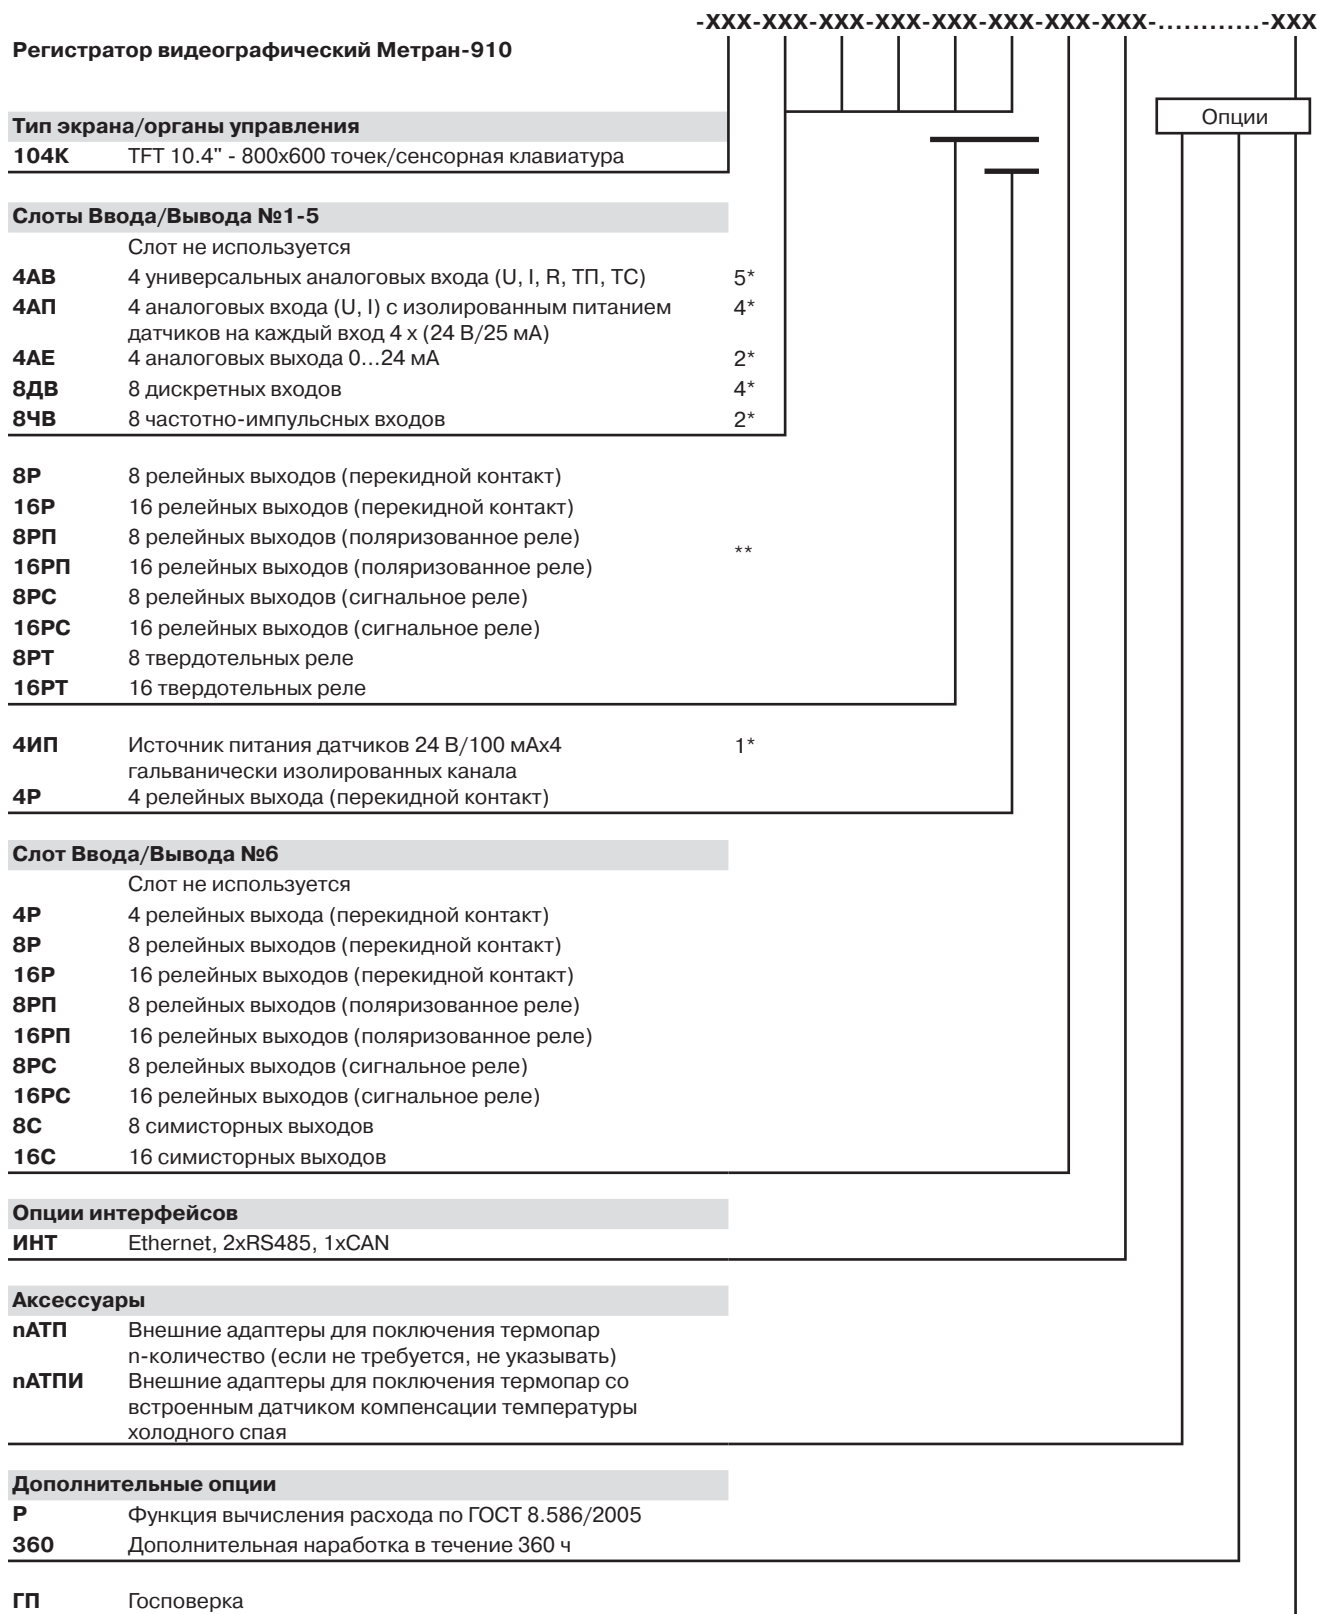 -XXX-XXX-XXX-XXX-XXX-XXX-XXX-XXX-............-XXX
Регистратор видеографический Метран-910
Опции
Тип экрана/органы управления
104К TFT 10.4" - 800x600 точек/сенсорная клавиатура
Слоты Ввода/Вывода №1-5
Слот не используется
4АВ 4 универсальных аналоговых входа (U, I, R, ТП, ТС) 5*
4АП 4 аналоговых входа (U, I) с изолированным питанием 4*
датчиков на каждый вход 4 х (24 В/25 мА)
4АЕ 4 аналоговых выхода 0...24 мА 2*
8ДВ 8 дискретных входов 4*
8ЧВ 8 частотно-импульсных входов 2*
8Р 8 релейных выходов (перекидной контакт)
16Р 16 релейных выходов (перекидной контакт)
8РП 8 релейных выходов (поляризованное реле)
**
16РП 16 релейных выходов (поляризованное реле)
8РС 8 релейных выходов (сигнальное реле)
16РС 16 релейных выходов (сигнальное реле)
8РТ 8 твердотельных реле
16РТ 16 твердотельных реле
4ИП Источник питания датчиков 24 В/100 мАх4 1*
гальванически изолированных канала
4Р 4 релейных выхода (перекидной контакт)
Слот Ввода/Вывода №6
Слот не используется
4Р 4 релейных выхода (перекидной контакт)
8Р 8 релейных выходов (перекидной контакт)
16Р 16 релейных выходов (перекидной контакт)
8РП 8 релейных выходов (поляризованное реле)
16РП 16 релейных выходов (поляризованное реле)
8РС 8 релейных выходов (сигнальное реле)
16РС 16 релейных выходов (сигнальное реле)
8С 8 симисторных выходов
16С 16 симисторных выходов
Опции интерфейсов
ИНТ Ethernet, 2xRS485, 1xCAN
Аксессуары
nАТП Внешние адаптеры для поключения термопар
n-количество (если не требуется, не указывать)
nАТПИ Внешние адаптеры для поключения термопар со
встроенным датчиком компенсации температуры
холодного спая
Дополнительные опции
Р Функция вычисления расхода по ГОСТ 8.586/2005
360 Дополнительная наработка в течение 360 ч
ГП Госповерка